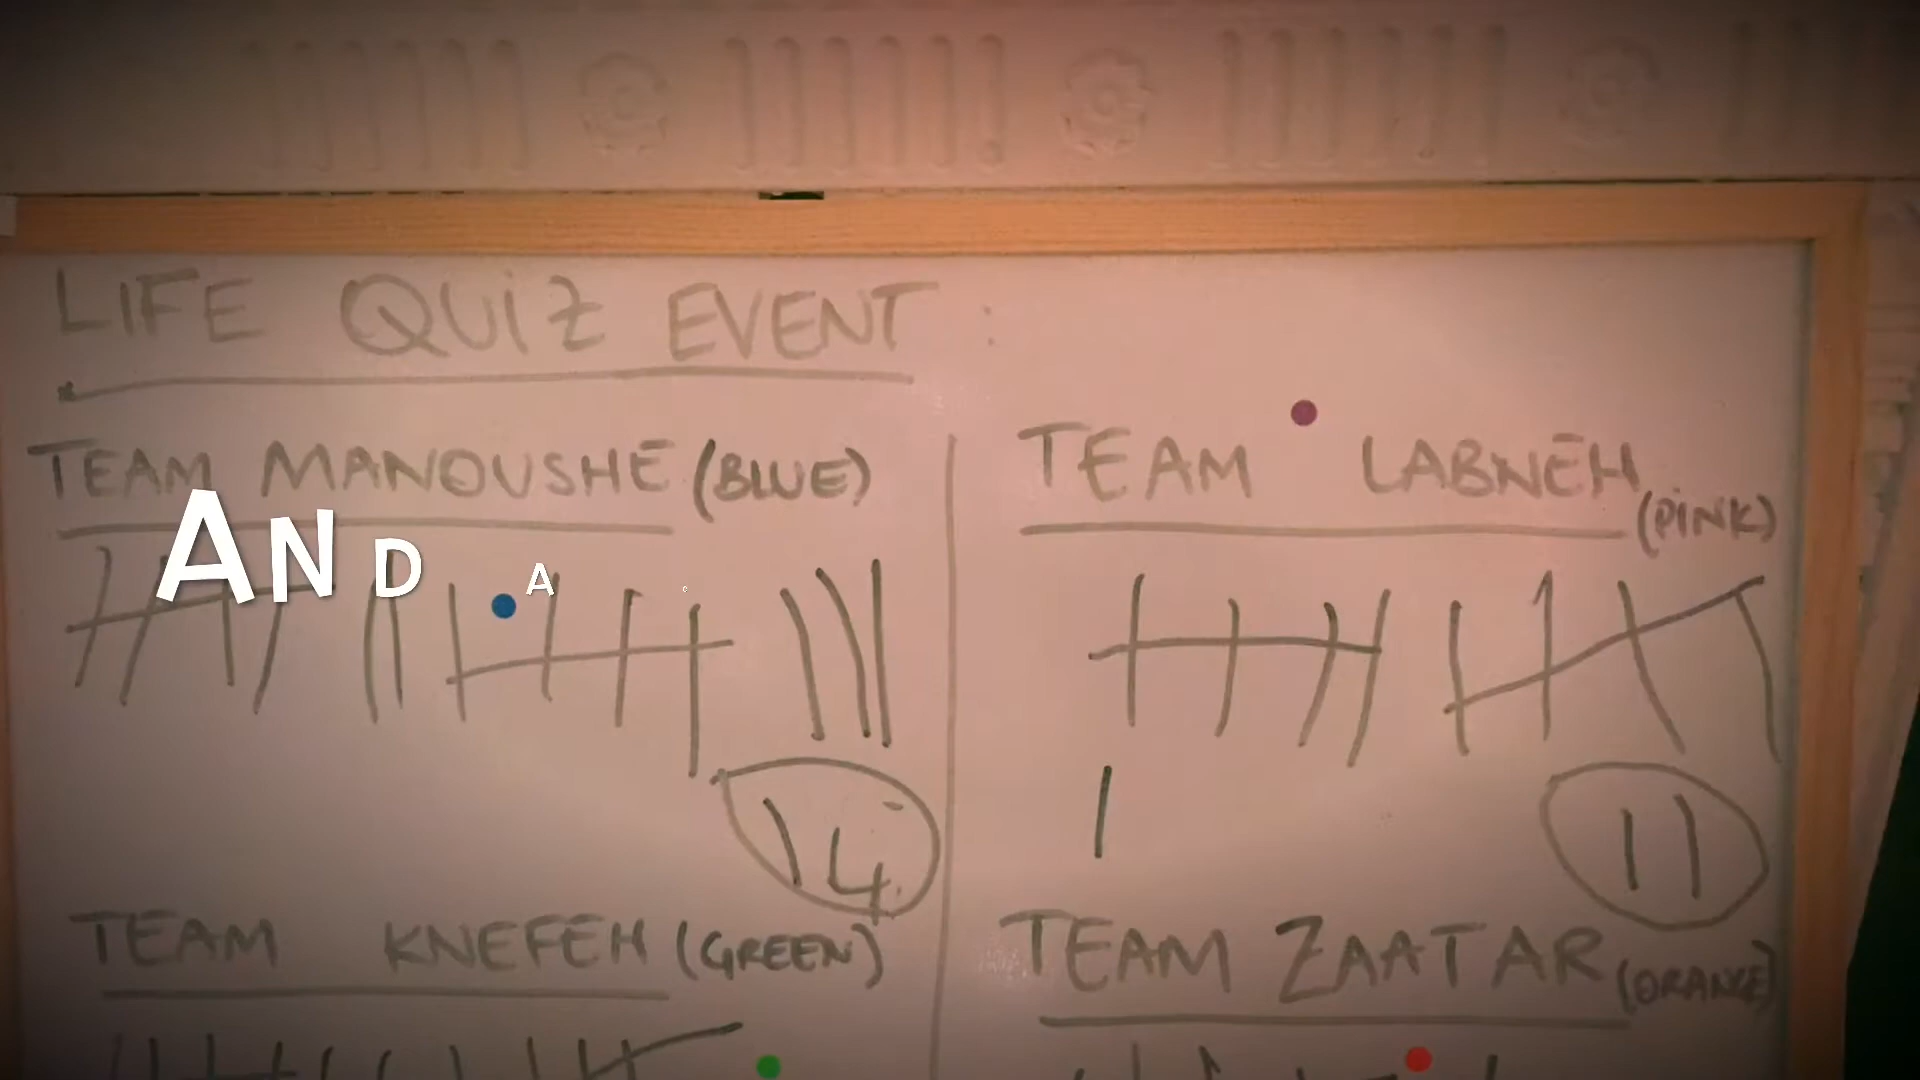 LIFE QUIZ EVENT :
TEAM MANOUSHE (BLUE)
AND A
14
TEAM LABNEH (PINK)
11
TEAM KNEFEH (GREEN)
TEAM ZAATAR (ORANGE)